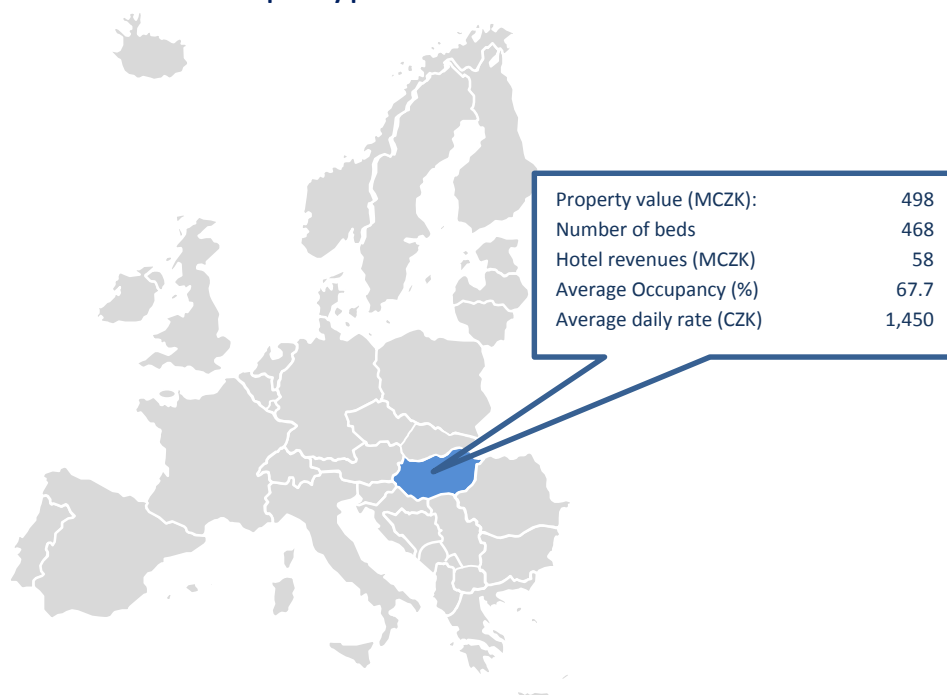 Property value (MCZK): 498
Number of beds 468
Hotel revenues (MCZK) 58
Average Occupancy (%) 67.7
Average daily rate (CZK) 1,450